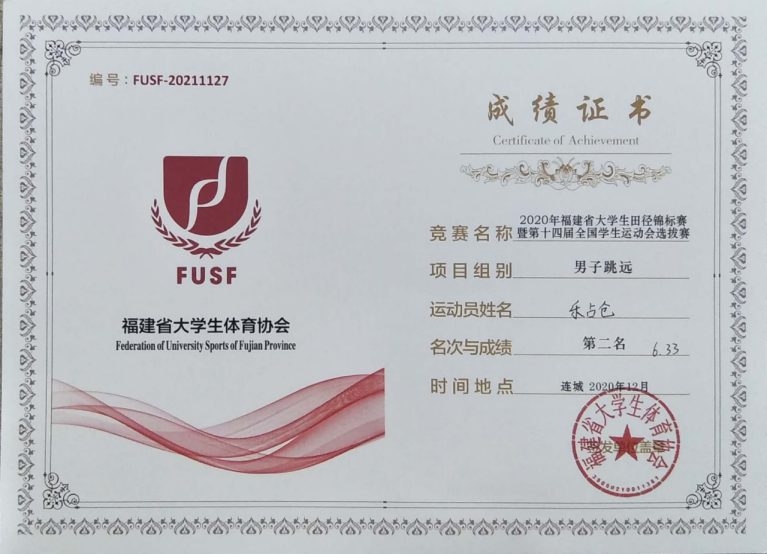 编号：FUSF-20211127
FUSF
福建省大学生体育协会
Federation of University Sports of Fujian Province
成绩证书
Certificate of Achievement
竞赛名称 2020年福建省大学生田径锦标赛
暨第十四届全国学生运动会选拔赛
项目组别 男子跳远
运动员姓名 乐占仓
名次与成绩 第二名 6.33
时间地点 连城 2020年12月
福建省大学生体育协会
发单位盖章